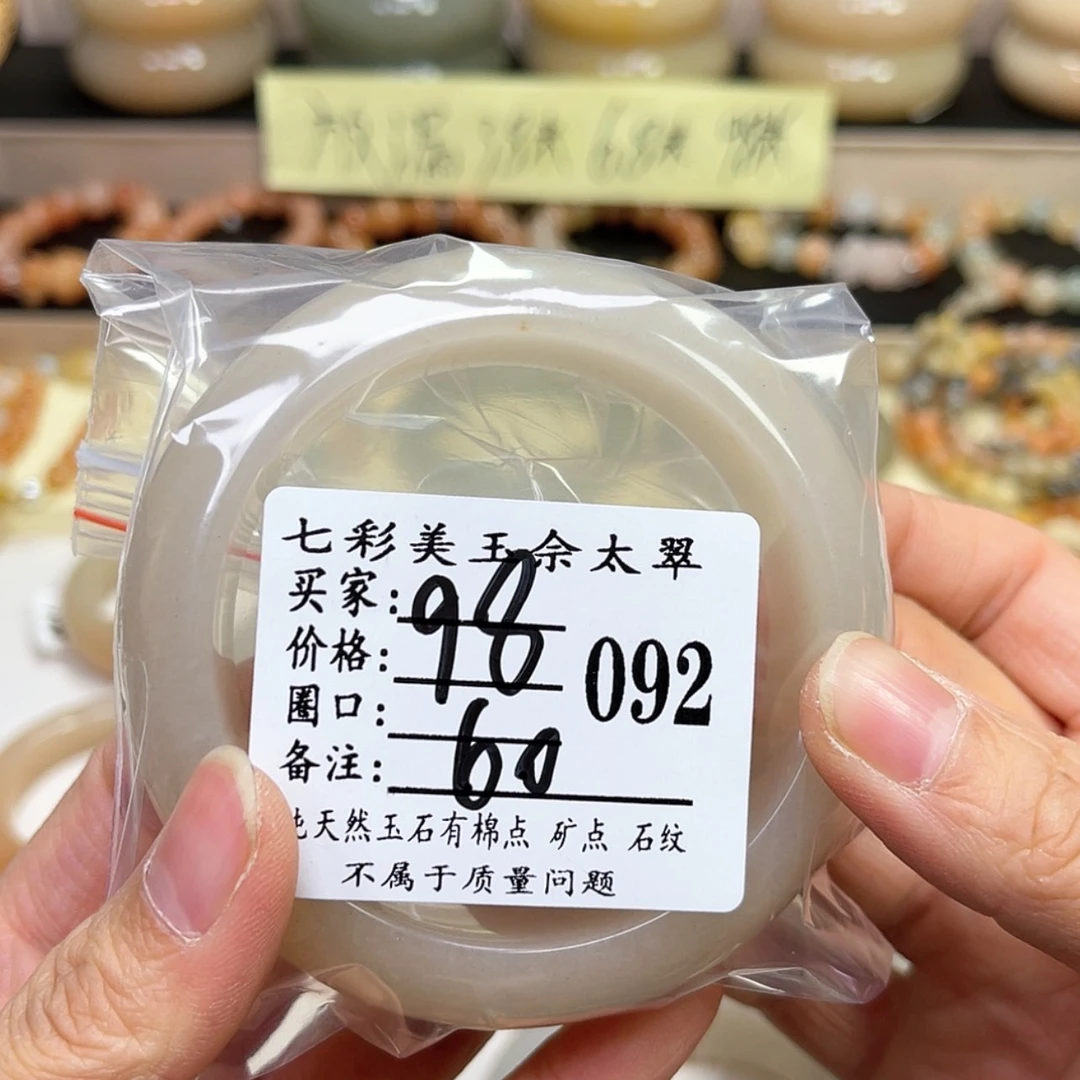 七彩美玉佘太翠
买家:
价格: 98
092
圈口: 60
备注:
纯天然玉石有棉点 矿点 石纹
不属于质量问题